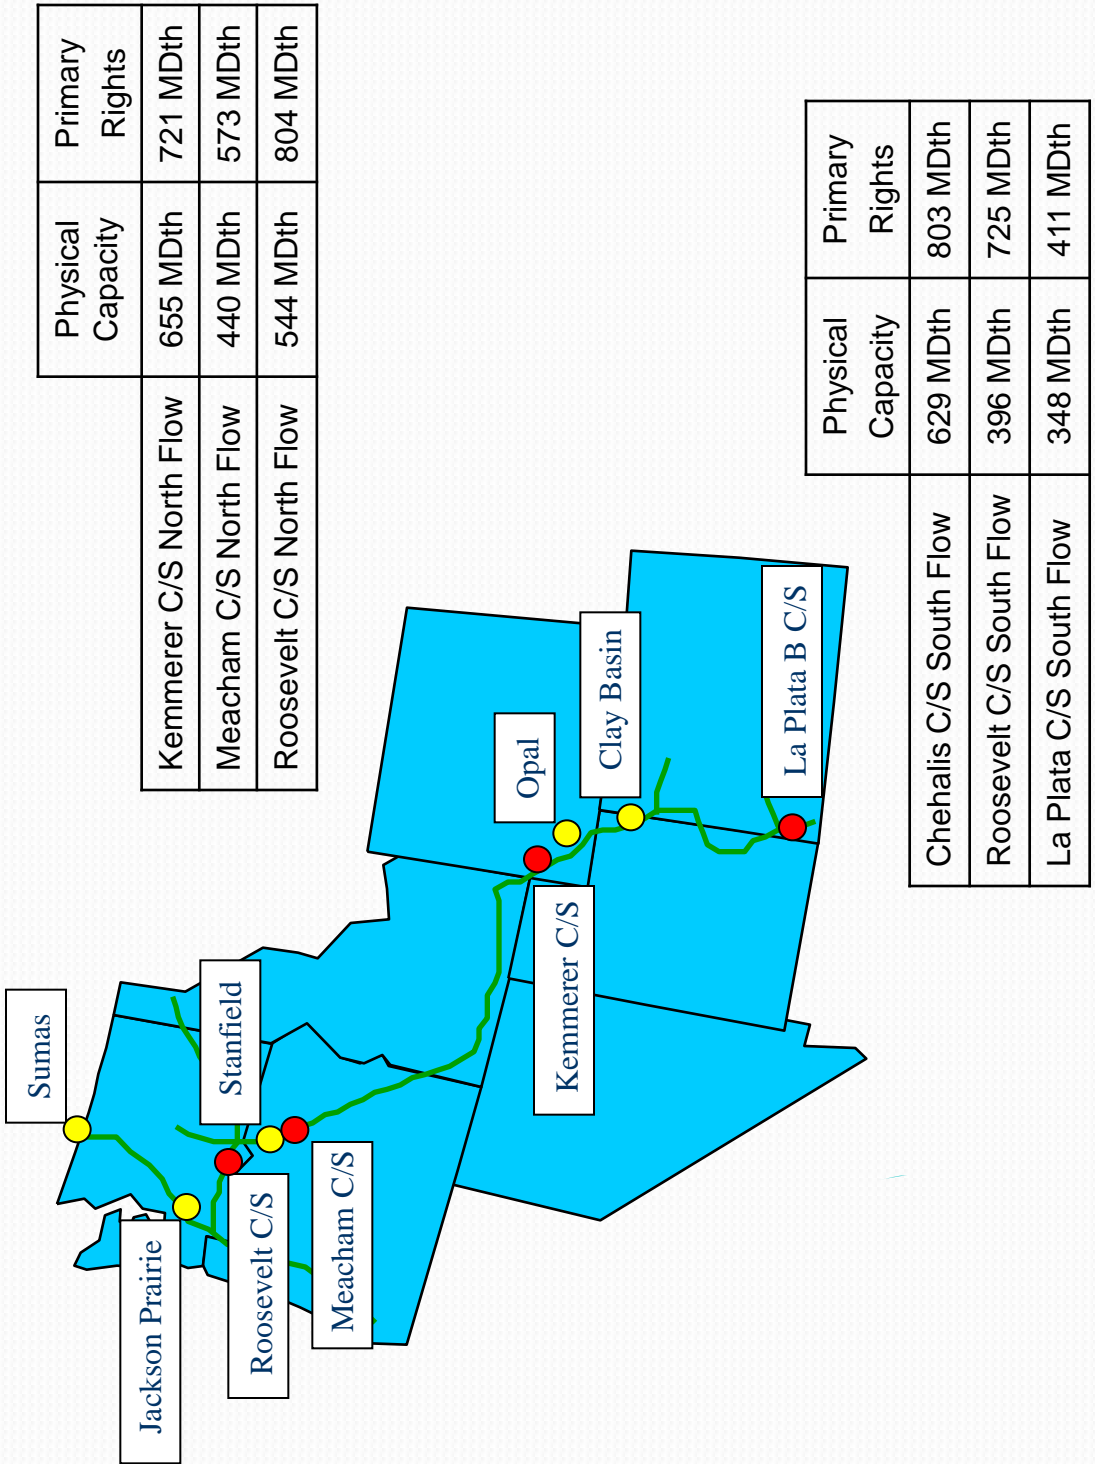 Physical Capacity Primary Rights
Kemmerer C/S North Flow 655 MDth 721 MDth
Meacham C/S North Flow 440 MDth 573 MDth
Roosevelt C/S North Flow 544 MDth 804 MDth
Sumas
Jackson Prairie
Stanfield
Roosevelt C/S
Meacham C/S
Opal
Kemmerer C/S
Clay Basin
La Plata B C/S
Physical Capacity Primary Rights
Chehalis C/S South Flow 629 MDth 803 MDth
Roosevelt C/S South Flow 396 MDth 725 MDth
La Plata C/S South Flow 348 MDth 411 MDth